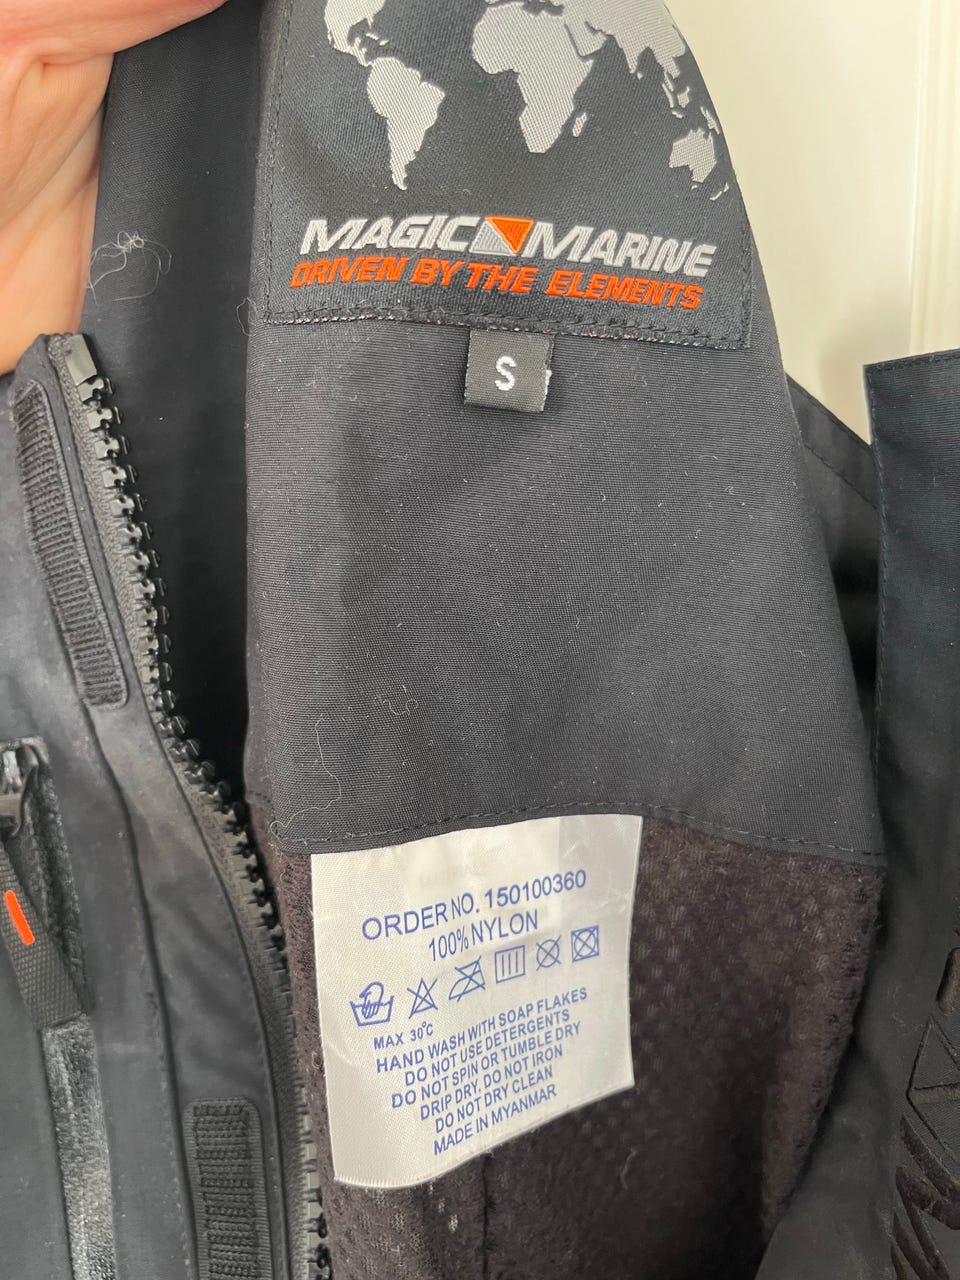 MAGIC MARINE
DRIVEN BY THE ELEMENTS
S
ORDER NO. 150100360
100% NYLON
MAX 30°C
HAND WASH WITH SOAP FLAKES
DO NOT USE DETERGENTS
DO NOT SPIN OR TUMBLE DRY
DRIP DRY, DO NOT IRON
DO NOT DRY CLEAN
MADE IN MYANMAR